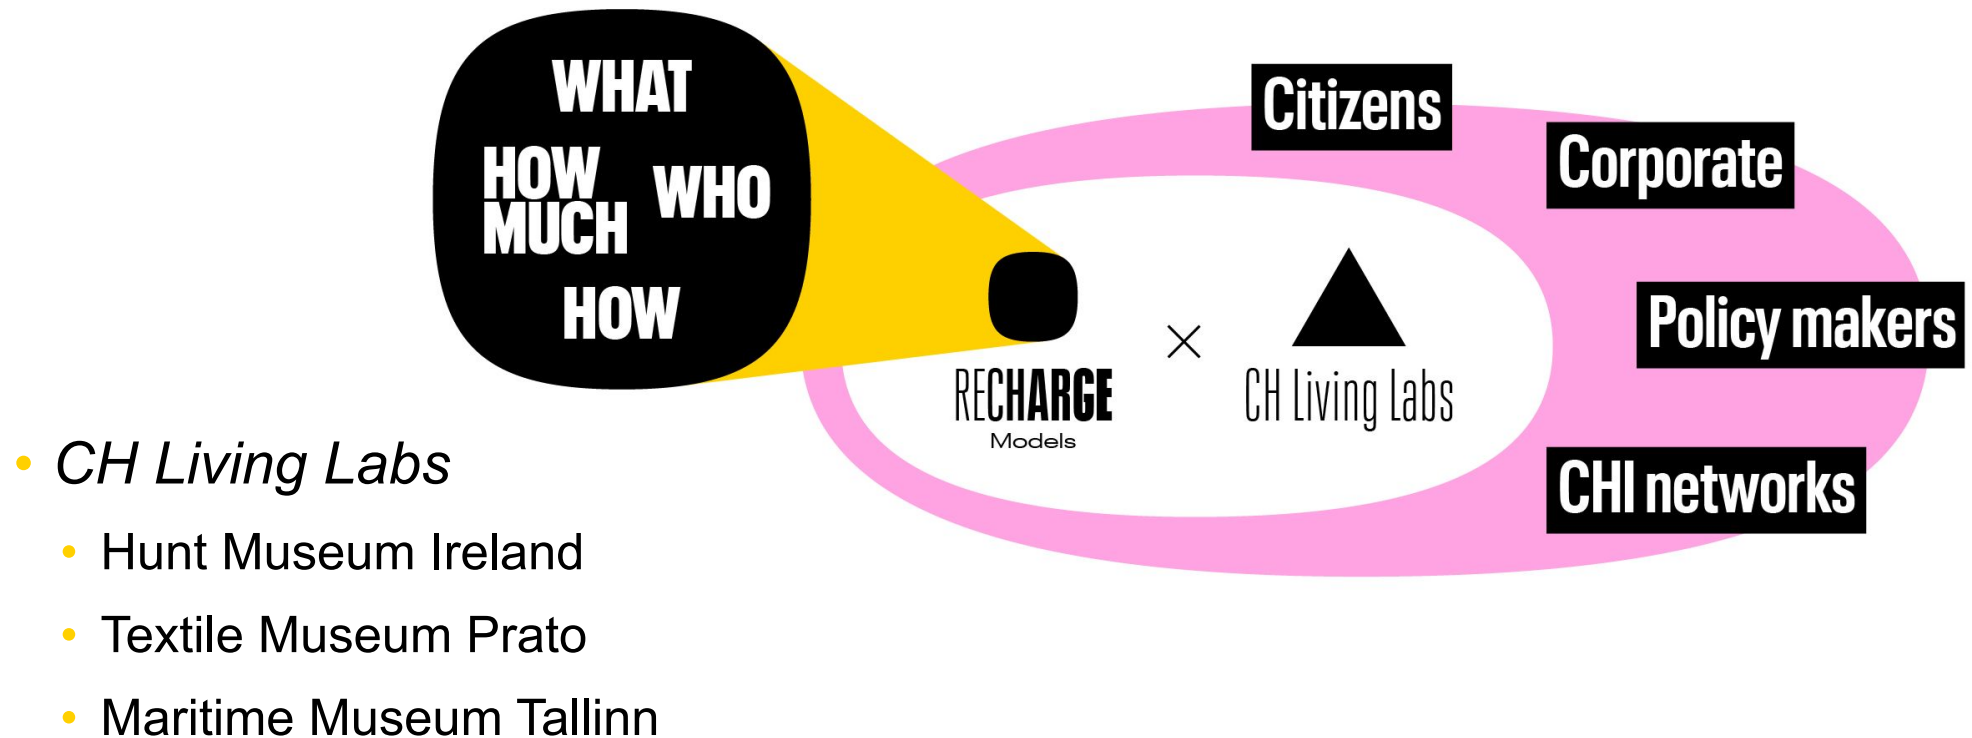 WHAT
HOW
MUCH
WHO
HOW
Citizens
Corporate
Policy makers
CHI networks
RECHARGE
Models
×
CH Living Labs
• CH Living Labs
• Hunt Museum Ireland
• Textile Museum Prato
• Maritime Museum Tallinn